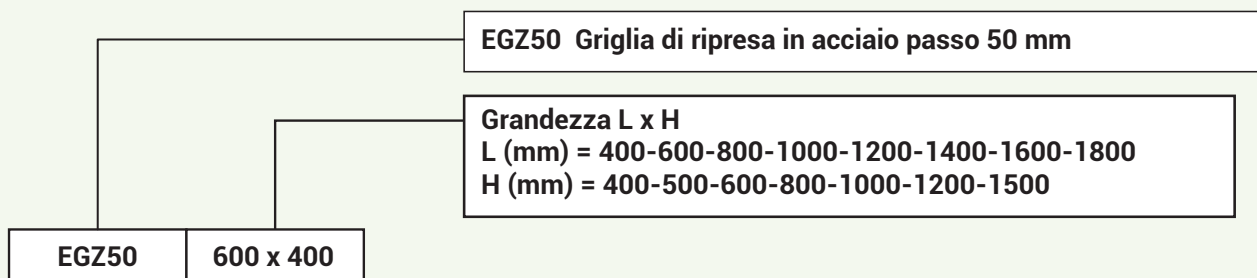 EGZ50 Griglia di ripresa in acciaio passo 50 mm
Grandezza L x H
L (mm) = 400-600-800-1000-1200-1400-1600-1800
H (mm) = 400-500-600-800-1000-1200-1500
EGZ50 600 x 400